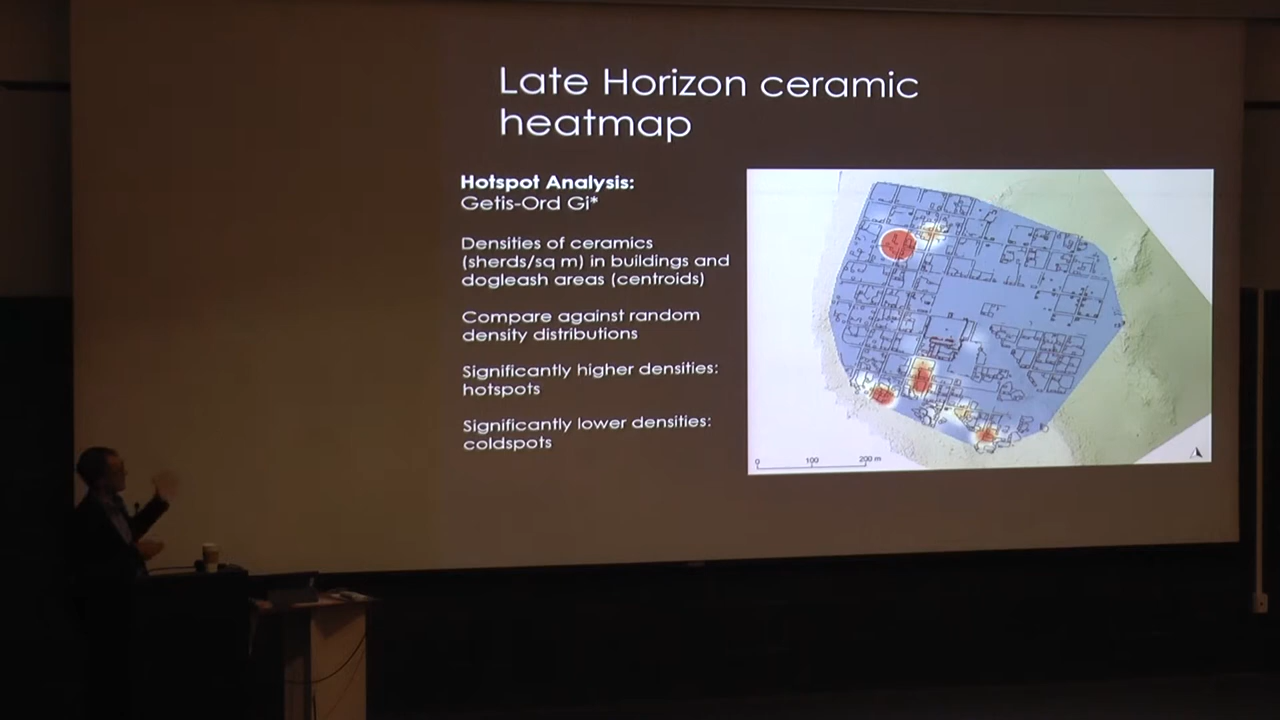 Late Horizon ceramic
heatmap
Hotspot Analysis:
Getis-Ord Gi*
Densities of ceramics
(sherds/sq m) in buildings and
dogleash areas (centroids)
Compare against random
density distributions
Significantly higher densities:
hotspots
Significantly lower densities:
coldspots
0 100 200 m